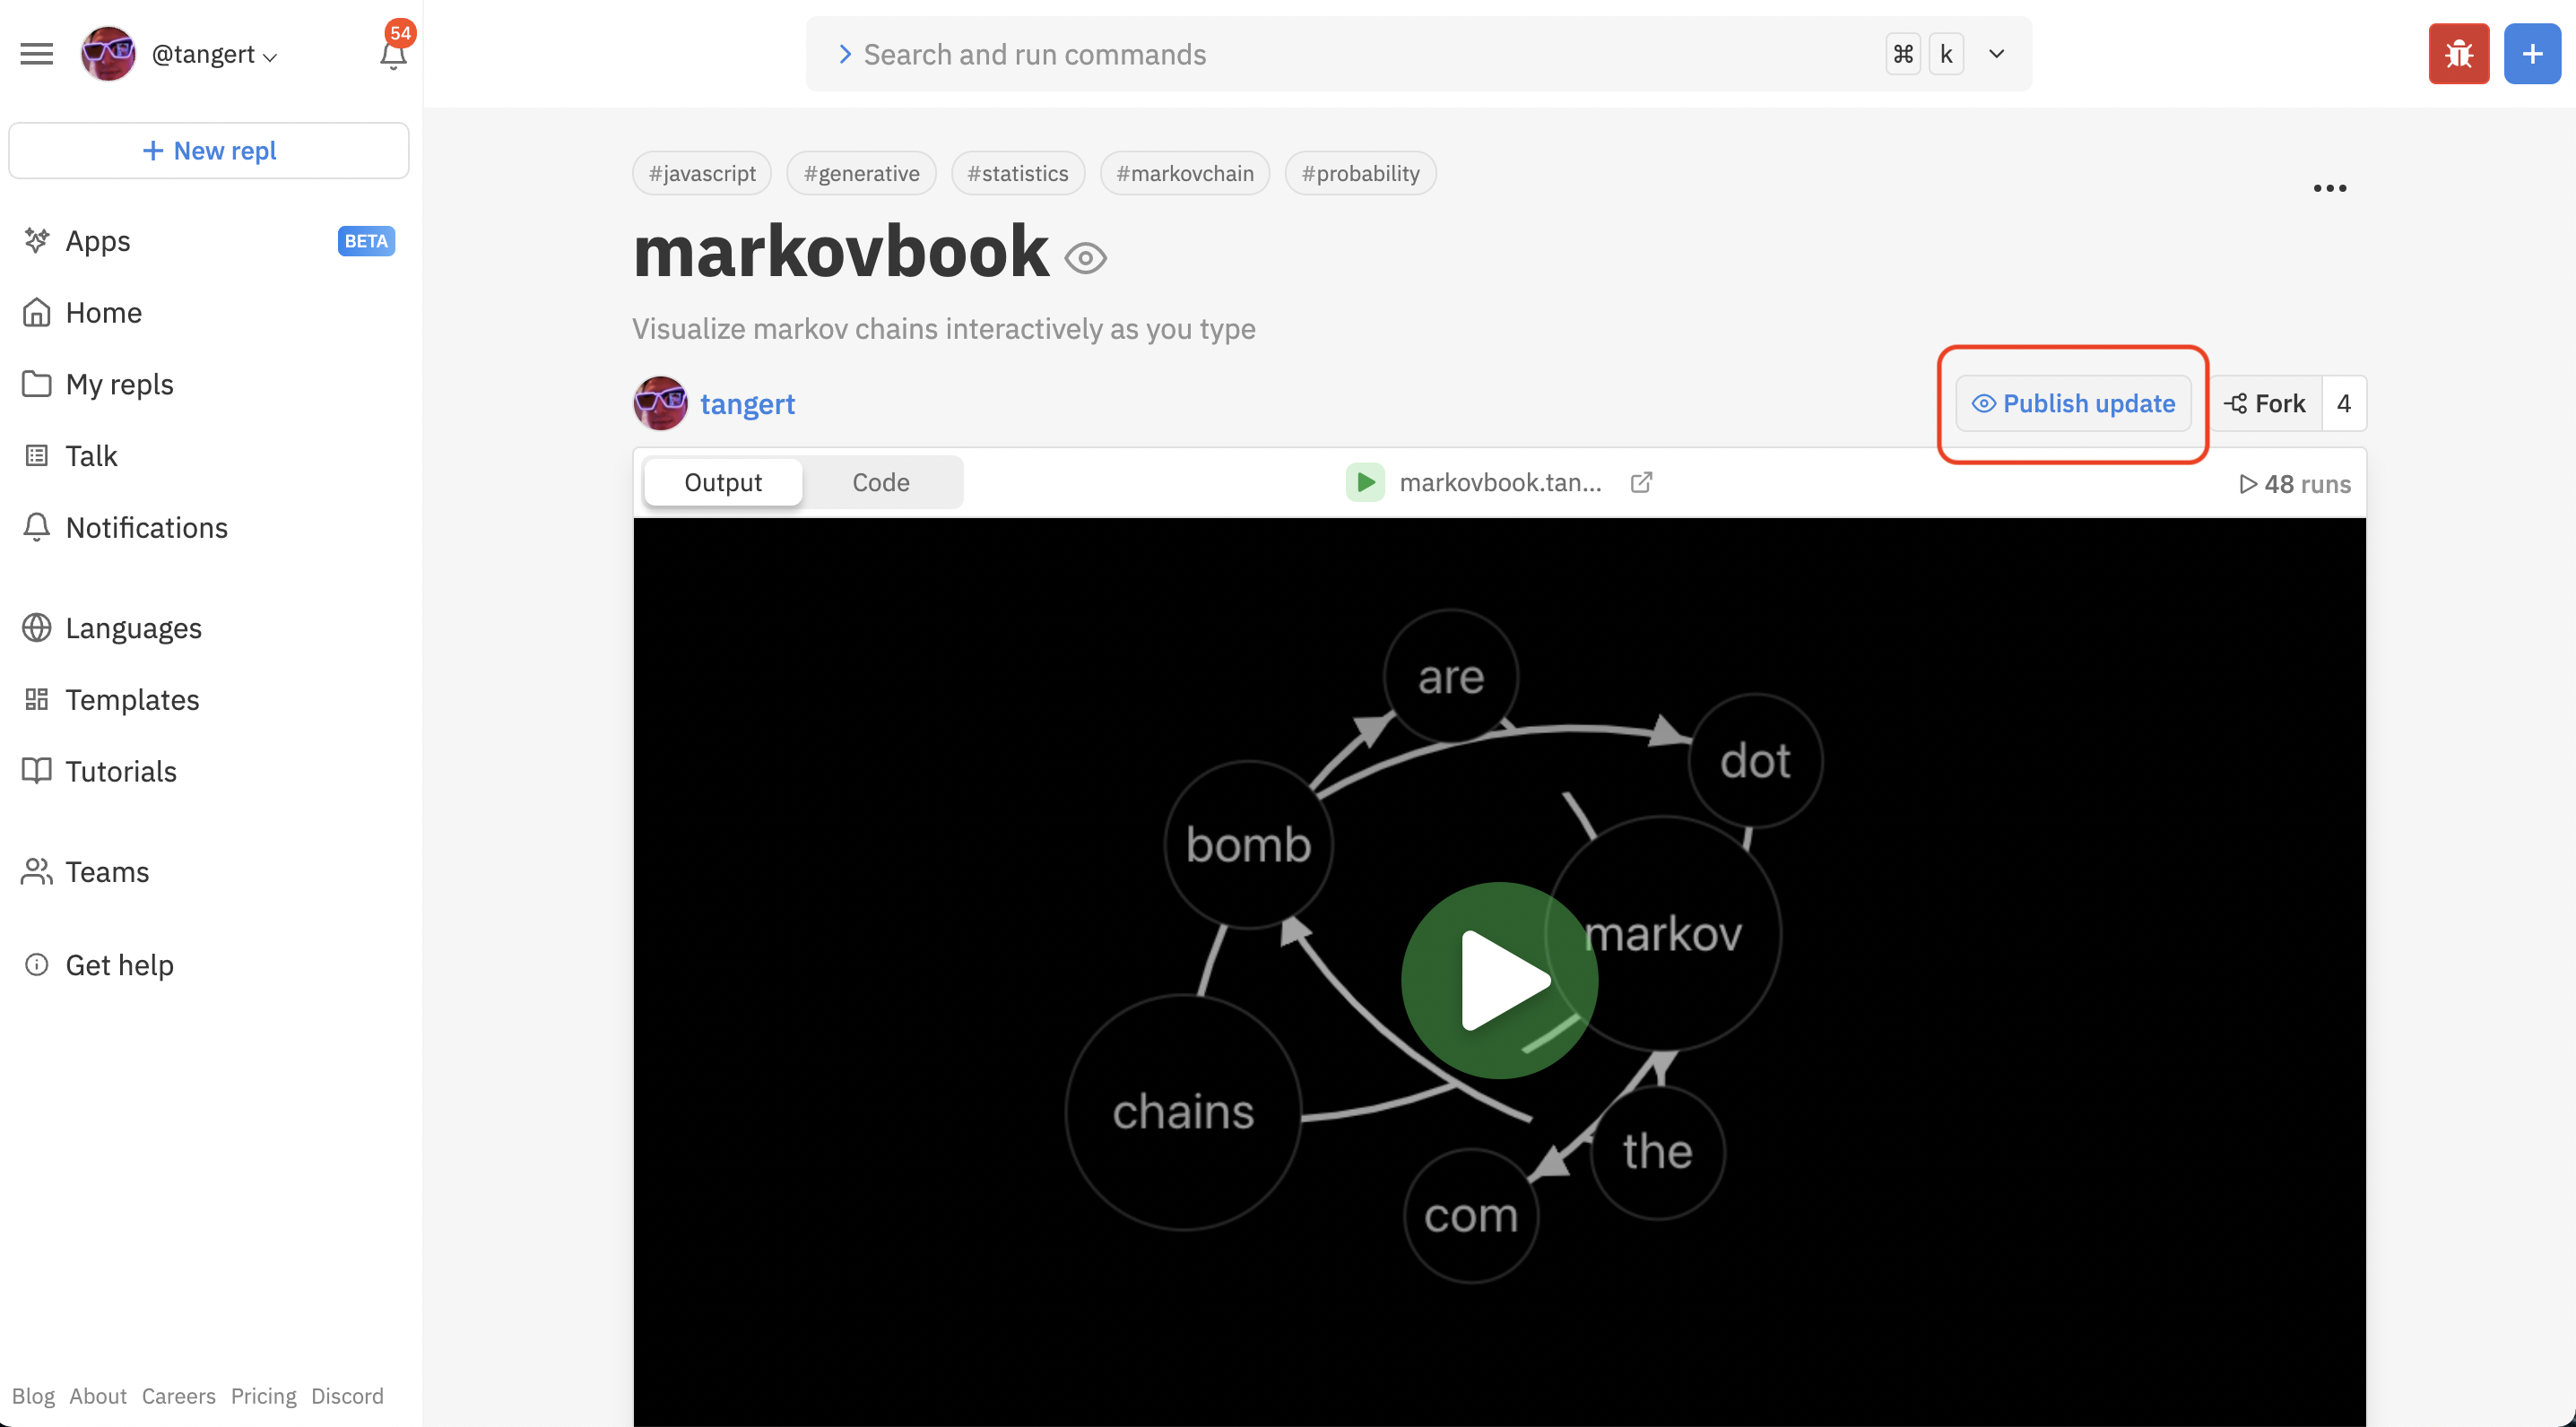 @tangert
54
Search and run commands
⌘ k
+ New repl
Apps BETA
Home
My repls
Talk
Notifications
Languages
Templates
Tutorials
Teams
Get help
Blog About Careers Pricing Discord
#javascript #generative #statistics #markovchain #probability
markovbook
Visualize markov chains interactively as you type
tangert
Publish update
Fork 4
Output Code
markovbook.tan...
48 runs
are
dot
bomb
markov
chains
the
com